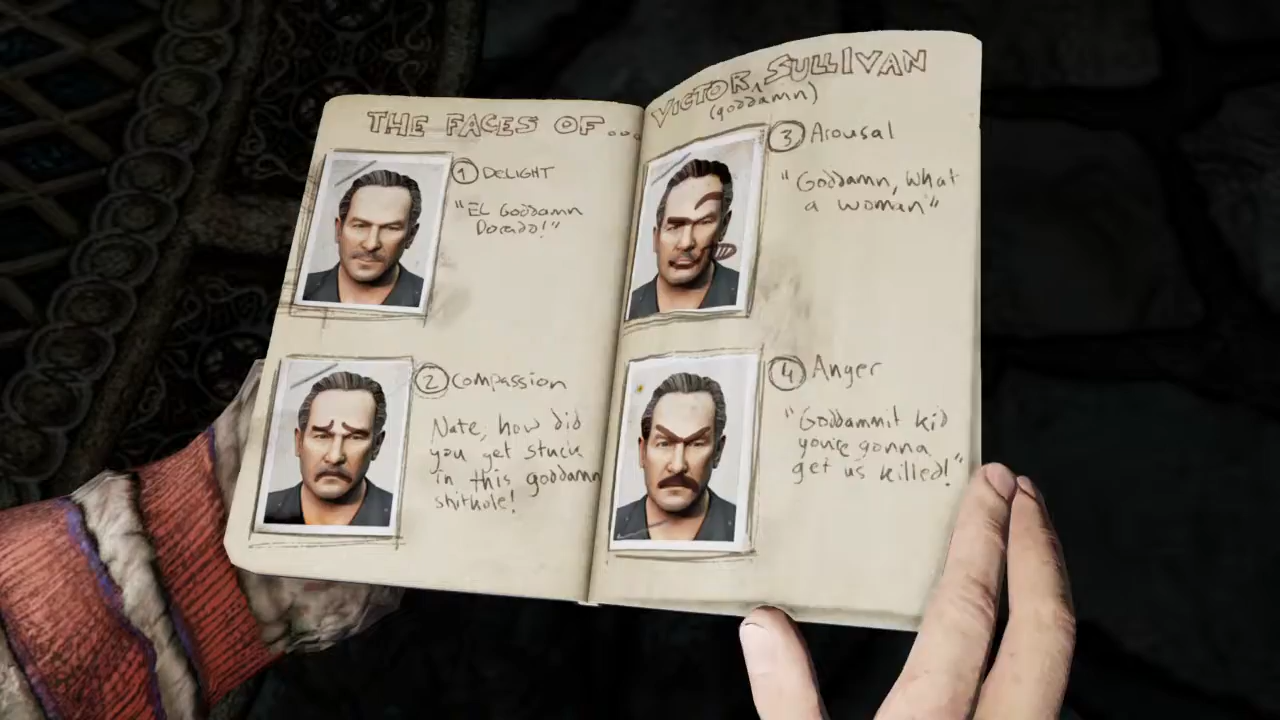 THE FACES OF...
① DELIGHT
"EL Goddamn
Dorado!"
② Compassion
Nate, how did
you get stuck
in this goddamn
shithole!
VICTOR ^ SULLIVAN
(goddamn)
③ Arousal
"Goddamn, what
a woman"
④ Anger
"Goddammit kid
you're gonna
get us killed!"